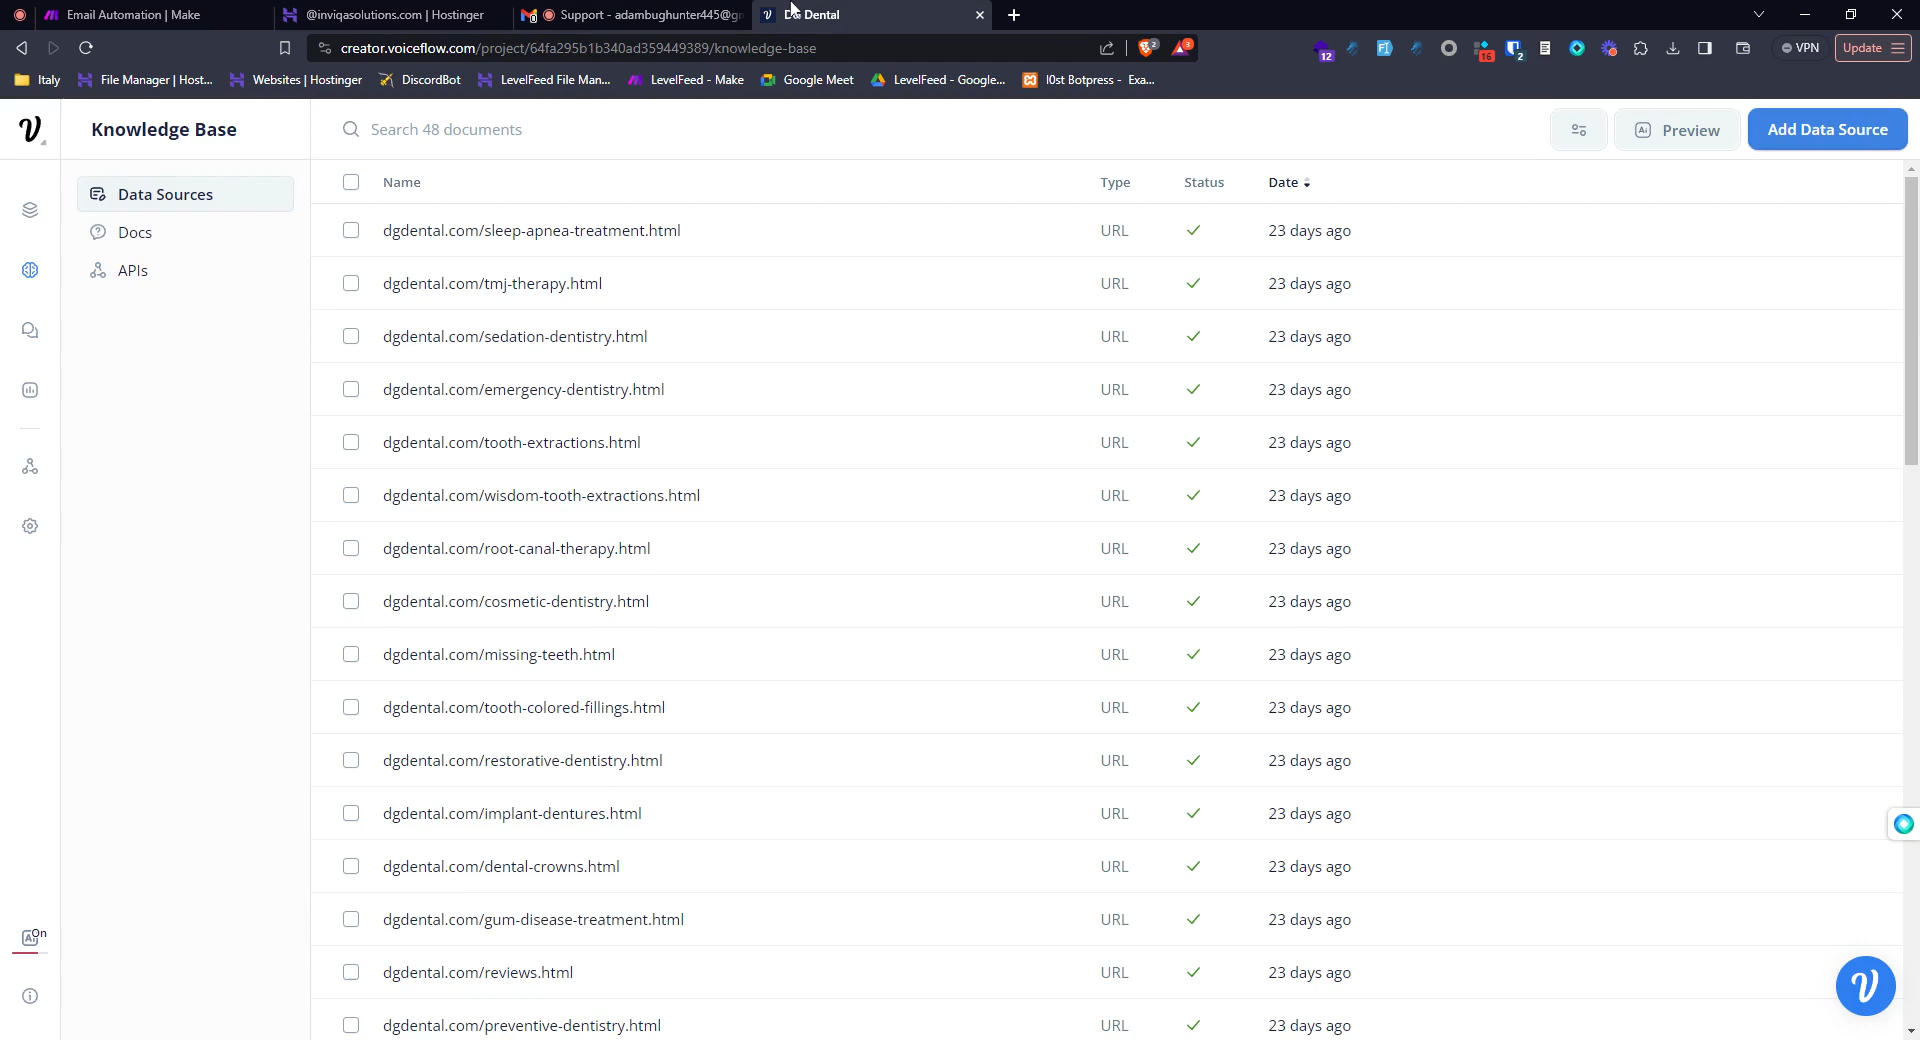 Email Automation | Make
@inviqasolutions.com | Hostinger
Support - adambughunter445@gm
DG Dental
creator.voiceflow.com/project/64fa295b1b340ad359449389/knowledge-base
2
3
12
16
2
VPN
Update
Italy
File Manager | Host...
Websites | Hostinger
DiscordBot
LevelFeed File Man...
LevelFeed - Make
Google Meet
LevelFeed - Google...
l0st Botpress - Exa...
Knowledge Base
Search 48 documents
Preview
Add Data Source
Data Sources
Docs
APIs
On
Name Type Status Date
dgdental.com/sleep-apnea-treatment.html URL 23 days ago
dgdental.com/tmj-therapy.html URL 23 days ago
dgdental.com/sedation-dentistry.html URL 23 days ago
dgdental.com/emergency-dentistry.html URL 23 days ago
dgdental.com/tooth-extractions.html URL 23 days ago
dgdental.com/wisdom-tooth-extractions.html URL 23 days ago
dgdental.com/root-canal-therapy.html URL 23 days ago
dgdental.com/cosmetic-dentistry.html URL 23 days ago
dgdental.com/missing-teeth.html URL 23 days ago
dgdental.com/tooth-colored-fillings.html URL 23 days ago
dgdental.com/restorative-dentistry.html URL 23 days ago
dgdental.com/implant-dentures.html URL 23 days ago
dgdental.com/dental-crowns.html URL 23 days ago
dgdental.com/gum-disease-treatment.html URL 23 days ago
dgdental.com/reviews.html URL 23 days ago
dgdental.com/preventive-dentistry.html URL 23 days ago